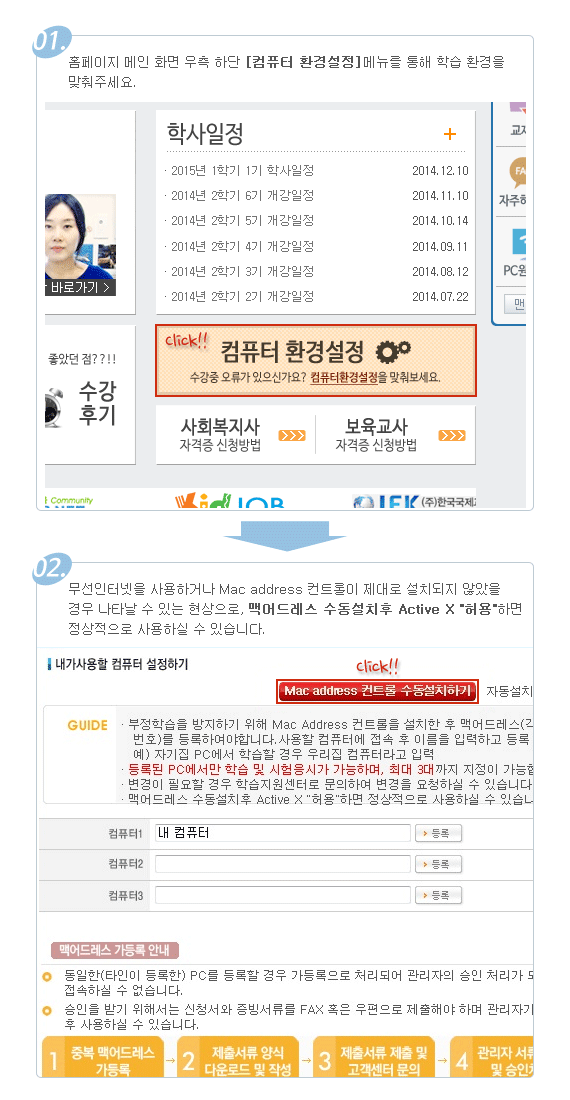 01.
홈페이지 메인 화면 우측 하단 [컴퓨터 환경설정]메뉴를 통해 학습 환경을
맞춰주세요.
학사일정 +
· 2015년 1학기 1기 학사일정 2014.12.10
· 2014년 2학기 6기 개강일정 2014.11.10
· 2014년 2학기 5기 개강일정 2014.10.14
· 2014년 2학기 4기 개강일정 2014.09.11
· 2014년 2학기 3기 개강일정 2014.08.12
· 2014년 2학기 2기 개강일정 2014.07.22
바로가기 >
교
FA
자주
PC원
맨
click!!
컴퓨터 환경설정
수강중 오류가 있으신가요? 컴퓨터환경설정을 맞춰보세요.
좋았던 점??!!
수강
후기
사회복지사
자격증 신청방법
보육교사
자격증 신청방법
Community
Kid JOB
IEK (주)한국국제
02.
무선인터넷을 사용하거나 Mac address 컨트롤이 제대로 설치되지 않았을
경우 나타날 수 있는 현상으로, 맥어드레스 수동설치후 Active X "허용"하면
정상적으로 사용하실 수 있습니다.
내가사용할 컴퓨터 설정하기
click!!
Mac address 컨트롤 수동설치하기 자동설치
GUIDE
· 부정학습을 방지하기 위해 Mac Address 컨트롤을 설치한 후 맥어드레스(각
번호)를 등록하여야합니다.사용할 컴퓨터에 접속 후 이름을 입력하고 등록
예) 자기집 PC에서 학습할 경우 우리집 컴퓨터라고 입력
· 등록된 PC에서만 학습 및 시험응시가 가능하며, 최대 3대까지 지정이 가능합
· 변경이 필요할 경우 학습지원센터로 문의하여 변경을 요청하실 수 있습니다
· 맥어드레스 수동설치후 Active X "허용"하면 정상적으로 사용하실 수 있습니
컴퓨터1 내 컴퓨터 등록
컴퓨터2 등록
컴퓨터3 등록
맥어드레스 가등록 안내
동일한(타인이 등록한) PC를 등록할 경우 가등록으로 처리되어 관리자의 승인 처리가 되
접속하실 수 없습니다.
승인을 받기 위해서는 신청서와 증빙서류를 FAX 혹은 우편으로 제출해야 하며 관리자가
후 사용하실 수 있습니다.
1 중복 맥어드레스
가등록
2 제출서류 양식
다운로드 및 작성
3 제출서류 제출 및
고객센터 문의
4 관리자 서류
및 승인